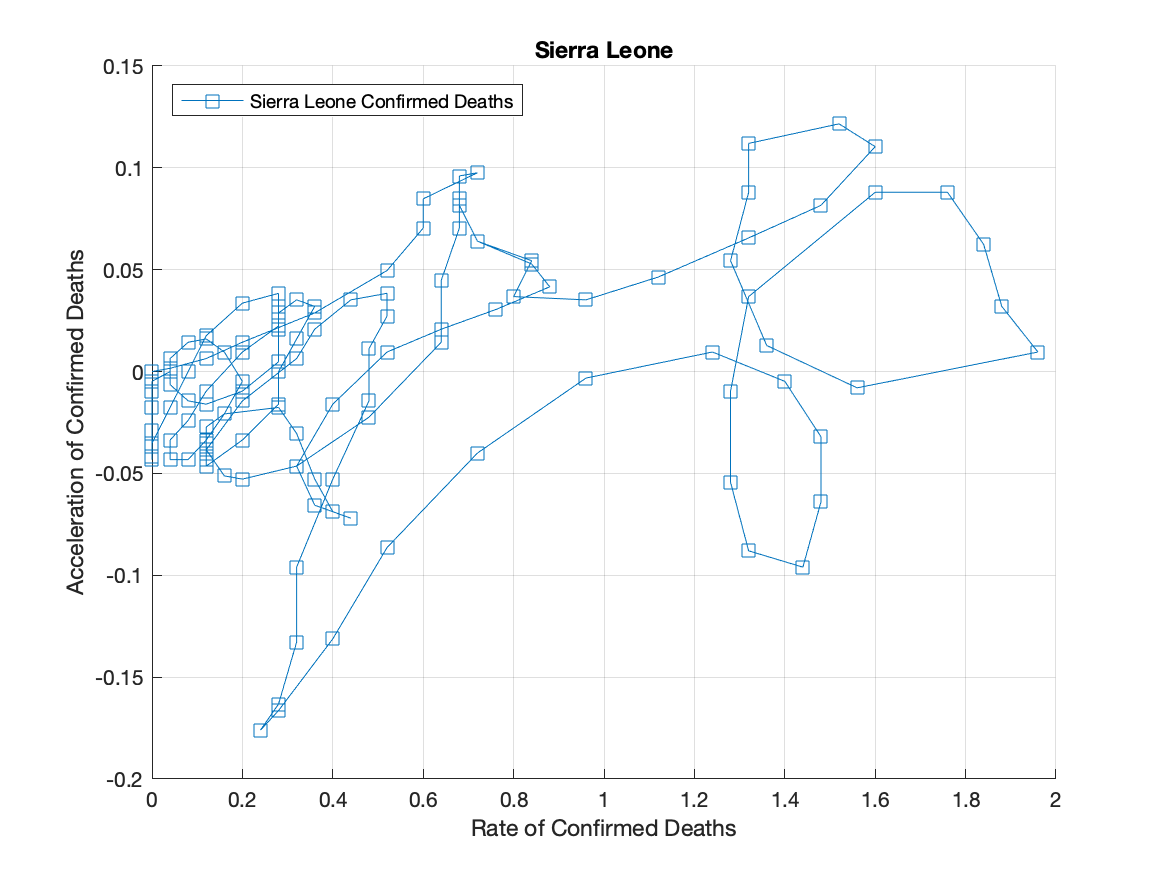 Sierra Leone
0.15
Sierra Leone Confirmed Deaths
0.1
0.05
0
-0.05
-0.1
-0.15
-0.2
Acceleration of Confirmed Deaths
0 0.2 0.4 0.6 0.8 1 1.2 1.4 1.6 1.8 2
Rate of Confirmed Deaths